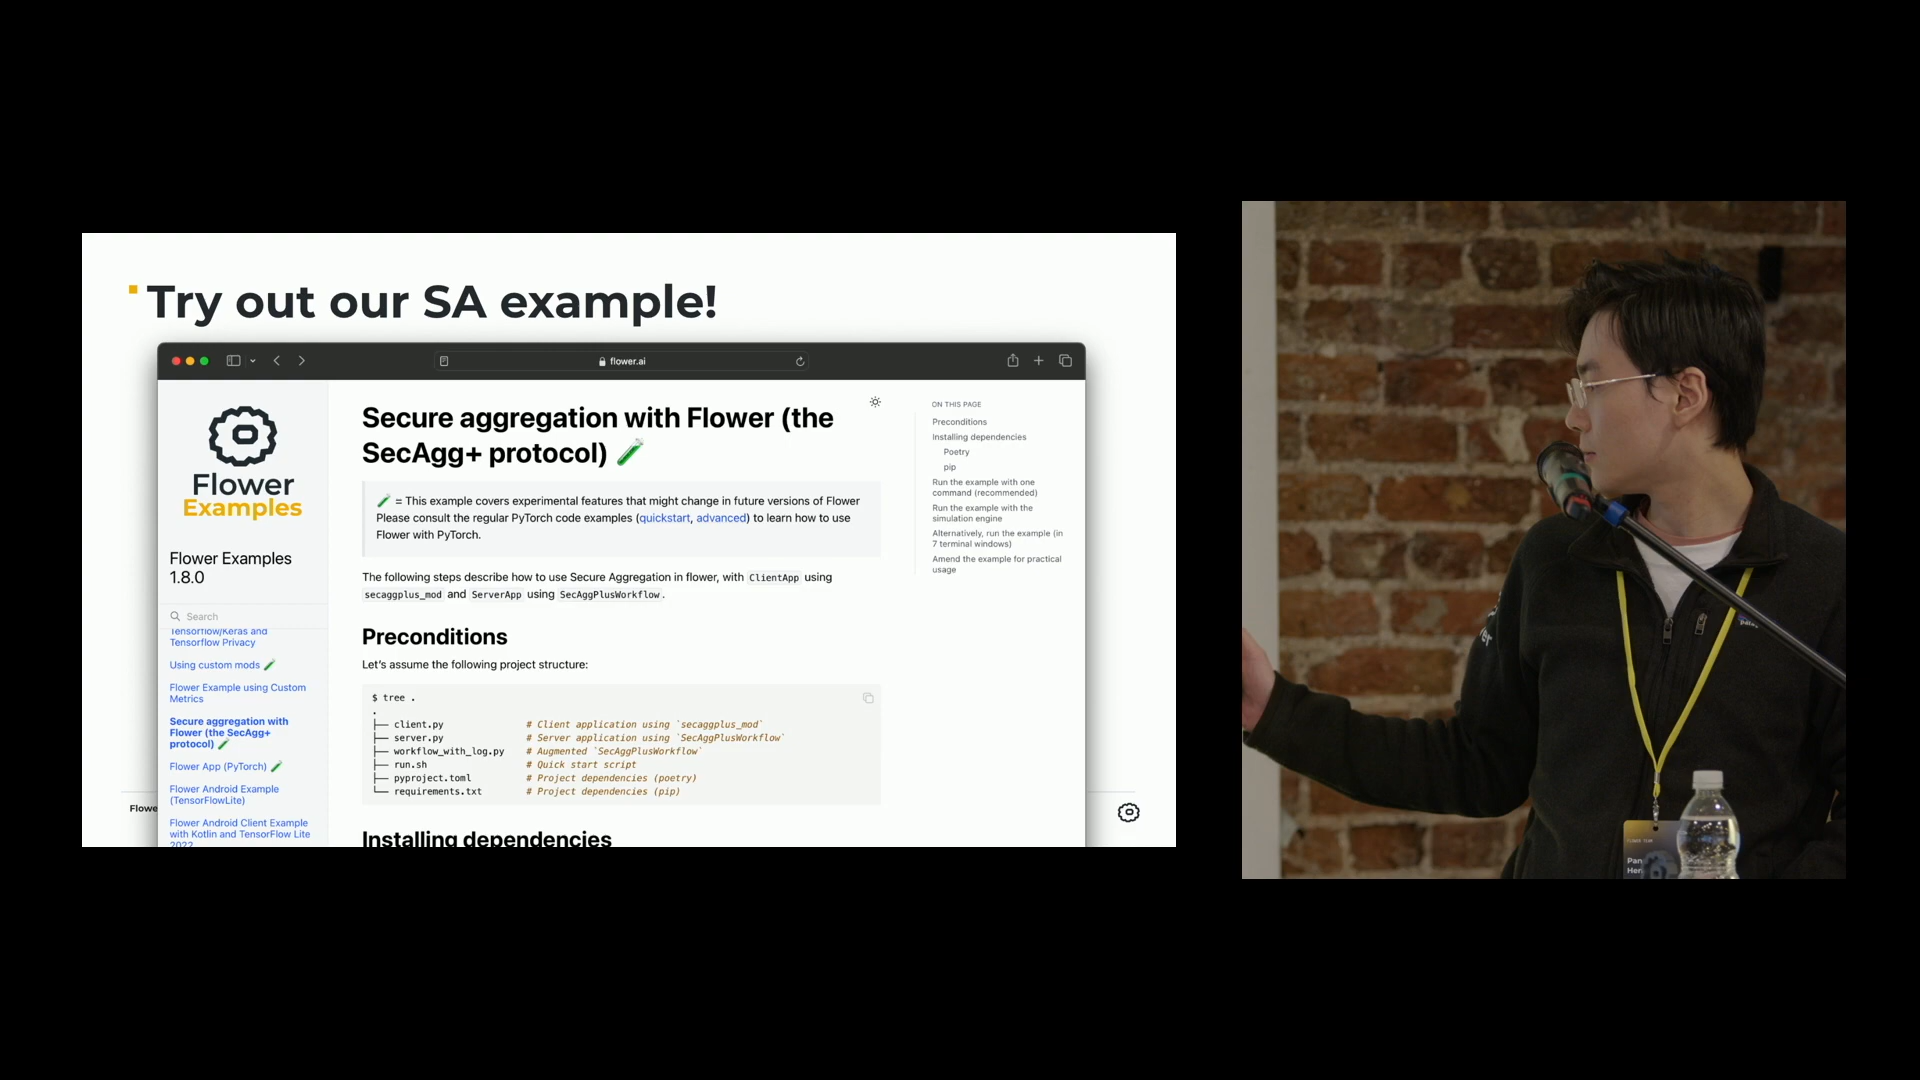 Try out our SA example!
flower.ai
Flower
Examples
Flower Examples
1.8.0
Search
Tensorflow/Keras and
Tensorflow Privacy
Using custom mods 🧪
Flower Example using Custom
Metrics
Secure aggregation with
Flower (the SecAgg+
protocol) 🧪
Flower App (PyTorch) 🧪
Flower Android Example
(TensorFlowLite)
Flower Android Client Example
with Kotlin and TensorFlow Lite
2022
Secure aggregation with Flower (the
SecAgg+ protocol) 🧪
🧪 = This example covers experimental features that might change in future versions of Flower
Please consult the regular PyTorch code examples (quickstart, advanced) to learn how to use
Flower with PyTorch.
The following steps describe how to use Secure Aggregation in flower, with ClientApp using
secaggplus_mod and ServerApp using SecAggPlusWorkflow.
Preconditions
Let's assume the following project structure:
$ tree .
.
├── client.py # Client application using `secaggplus_mod`
├── server.py # Server application using `SecAggPlusWorkflow`
├── workflow_with_log.py # Augmented `SecAggPlusWorkflow`
├── run.sh # Quick start script
├── pyproject.toml # Project dependencies (poetry)
└── requirements.txt # Project dependencies (pip)
Installing dependencies
ON THIS PAGE
Preconditions
Installing dependencies
Poetry
pip
Run the example with one
command (recommended)
Run the example with the
simulation engine
Alternatively, run the example (in
7 terminal windows)
Amend the example for practical
usage
Flowe
Pan
Her